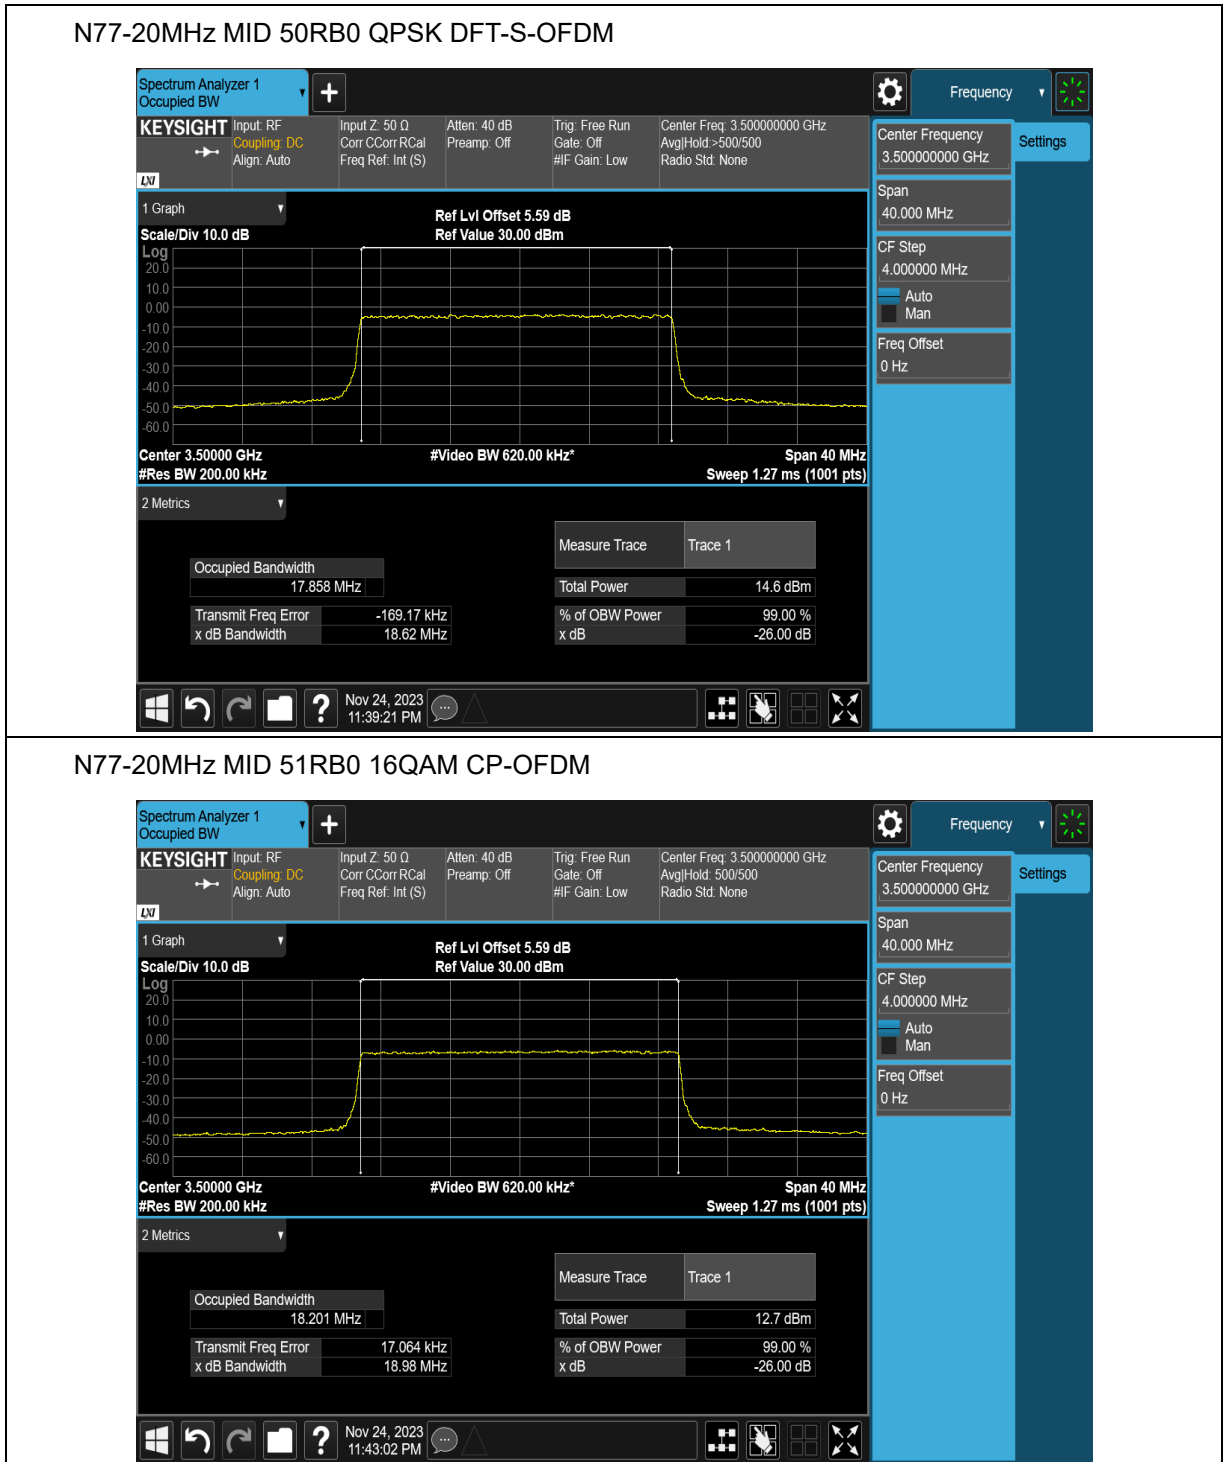 N77-20MHz MID 50RB0 QPSK DFT-S-OFDM
Spectrum Analyzer 1
Occupied BW
Frequency
KEYSIGHT
LXI
Input: RF
Coupling: DC
Align: Auto
Input Z: 50 Ω
Corr CCorr RCal
Freq Ref: Int (S)
Atten: 40 dB
Preamp: Off
Trig: Free Run
Gate: Off
#IF Gain: Low
Center Freq: 3.500000000 GHz
Avg|Hold:>500/500
Radio Std: None
Center Frequency
3.500000000 GHz
Settings
Span
40.000 MHz
CF Step
4.000000 MHz
Auto
Man
Freq Offset
0 Hz
1 Graph
Scale/Div 10.0 dB
Ref Lvl Offset 5.59 dB
Ref Value 30.00 dBm
Log
20.0
10.0
0.00
-10.0
-20.0
-30.0
-40.0
-50.0
-60.0
Center 3.50000 GHz
#Res BW 200.00 kHz
#Video BW 620.00 kHz*
Span 40 MHz
Sweep 1.27 ms (1001 pts)
2 Metrics
Measure Trace Trace 1
Occupied Bandwidth
17.858 MHz
Total Power 14.6 dBm
Transmit Freq Error -169.17 kHz
x dB Bandwidth 18.62 MHz
% of OBW Power 99.00 %
x dB -26.00 dB
?
Nov 24, 2023
11:39:21 PM
N77-20MHz MID 51RB0 16QAM CP-OFDM
Spectrum Analyzer 1
Occupied BW
Frequency
KEYSIGHT
LXI
Input: RF
Coupling: DC
Align: Auto
Input Z: 50 Ω
Corr CCorr RCal
Freq Ref: Int (S)
Atten: 40 dB
Preamp: Off
Trig: Free Run
Gate: Off
#IF Gain: Low
Center Freq: 3.500000000 GHz
Avg|Hold: 500/500
Radio Std: None
Center Frequency
3.500000000 GHz
Settings
Span
40.000 MHz
CF Step
4.000000 MHz
Auto
Man
Freq Offset
0 Hz
1 Graph
Scale/Div 10.0 dB
Ref Lvl Offset 5.59 dB
Ref Value 30.00 dBm
Log
20.0
10.0
0.00
-10.0
-20.0
-30.0
-40.0
-50.0
-60.0
Center 3.50000 GHz
#Res BW 200.00 kHz
#Video BW 620.00 kHz*
Span 40 MHz
Sweep 1.27 ms (1001 pts)
2 Metrics
Measure Trace Trace 1
Occupied Bandwidth
18.201 MHz
Total Power 12.7 dBm
Transmit Freq Error 17.064 kHz
x dB Bandwidth 18.98 MHz
% of OBW Power 99.00 %
x dB -26.00 dB
?
Nov 24, 2023
11:43:02 PM